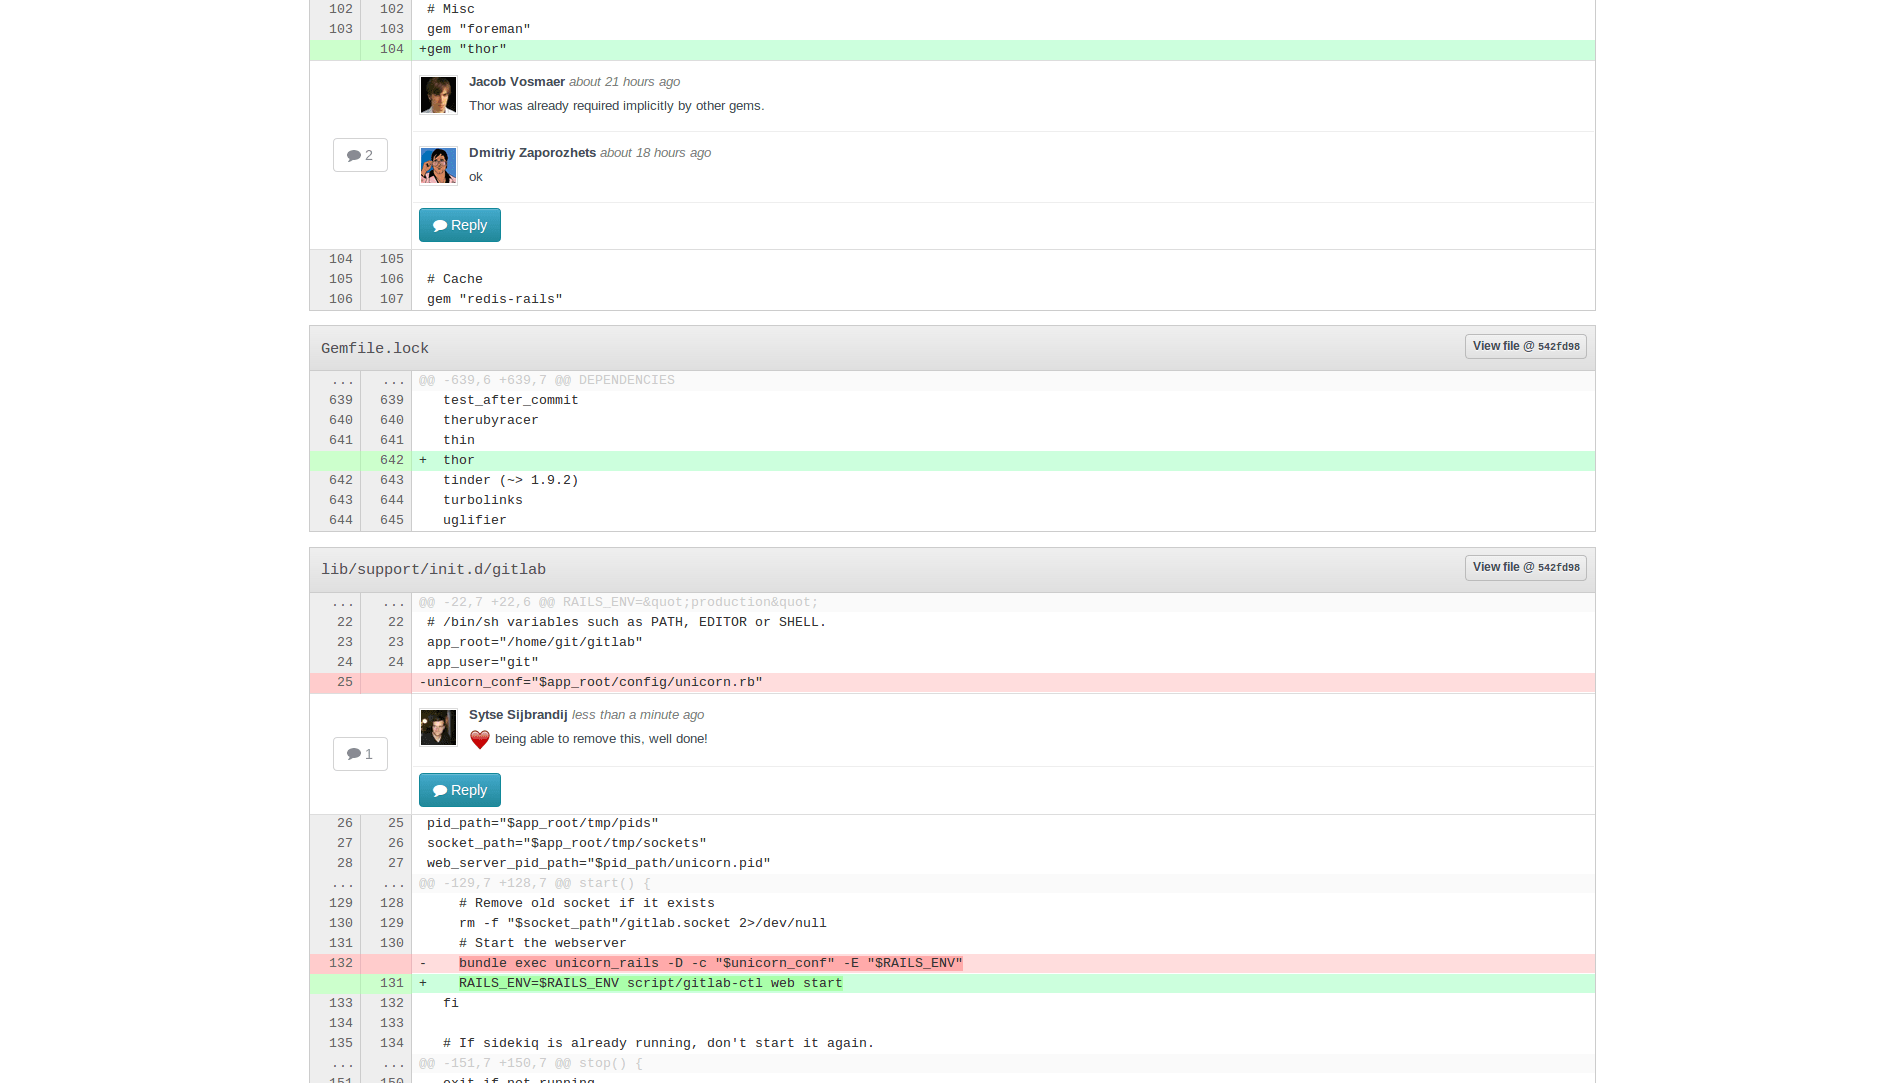 102 102 # Misc
103 103 gem "foreman"
104 +gem "thor"
Jacob Vosmaer about 21 hours ago
Thor was already required implicitly by other gems.
2
Dmitriy Zaporozhets about 18 hours ago
ok
Reply
104 105
105 106 # Cache
106 107 gem "redis-rails"
Gemfile.lock View file @ 542fd98
... ... @@ -639,6 +639,7 @@ DEPENDENCIES
639 639 test_after_commit
640 640 therubyracer
641 641 thin
642 + thor
642 643 tinder (~> 1.9.2)
643 644 turbolinks
644 645 uglifier
lib/support/init.d/gitlab View file @ 542fd98
... ... @@ -22,7 +22,6 @@ RAILS_ENV=&quot;production&quot;
22 22 # /bin/sh variables such as PATH, EDITOR or SHELL.
23 23 app_root="/home/git/gitlab"
24 24 app_user="git"
25 -unicorn_conf="$app_root/config/unicorn.rb"
Sytse Sijbrandij less than a minute ago
being able to remove this, well done!
1
Reply
26 25 pid_path="$app_root/tmp/pids"
27 26 socket_path="$app_root/tmp/sockets"
28 27 web_server_pid_path="$pid_path/unicorn.pid"
... ... @@ -129,7 +128,7 @@ start() {
129 128 # Remove old socket if it exists
130 129 rm -f "$socket_path"/gitlab.socket 2>/dev/null
131 130 # Start the webserver
132 - bundle exec unicorn_rails -D -c "$unicorn_conf" -E "$RAILS_ENV"
131 + RAILS_ENV=$RAILS_ENV script/gitlab-ctl web start
133 132 fi
134 133
135 134 # If sidekiq is already running, don't start it again.
... ... @@ -151,7 +150,7 @@ stop() {
151 150 exit if not running